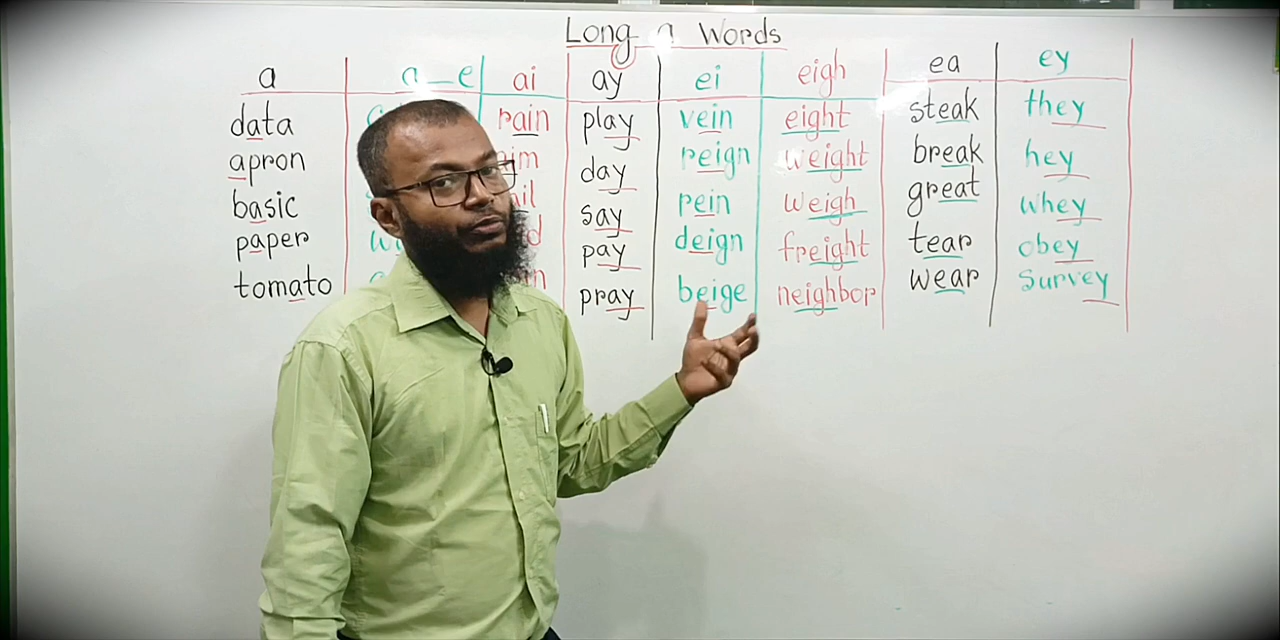 Long a Words
a a_e ai ay ei eigh ea ey
data rain play vein eight steak they
apron day reign weight break hey
basic say rein weigh great whey
paper pay deign freight tear obey
tomato pray beige neighbor wear survey